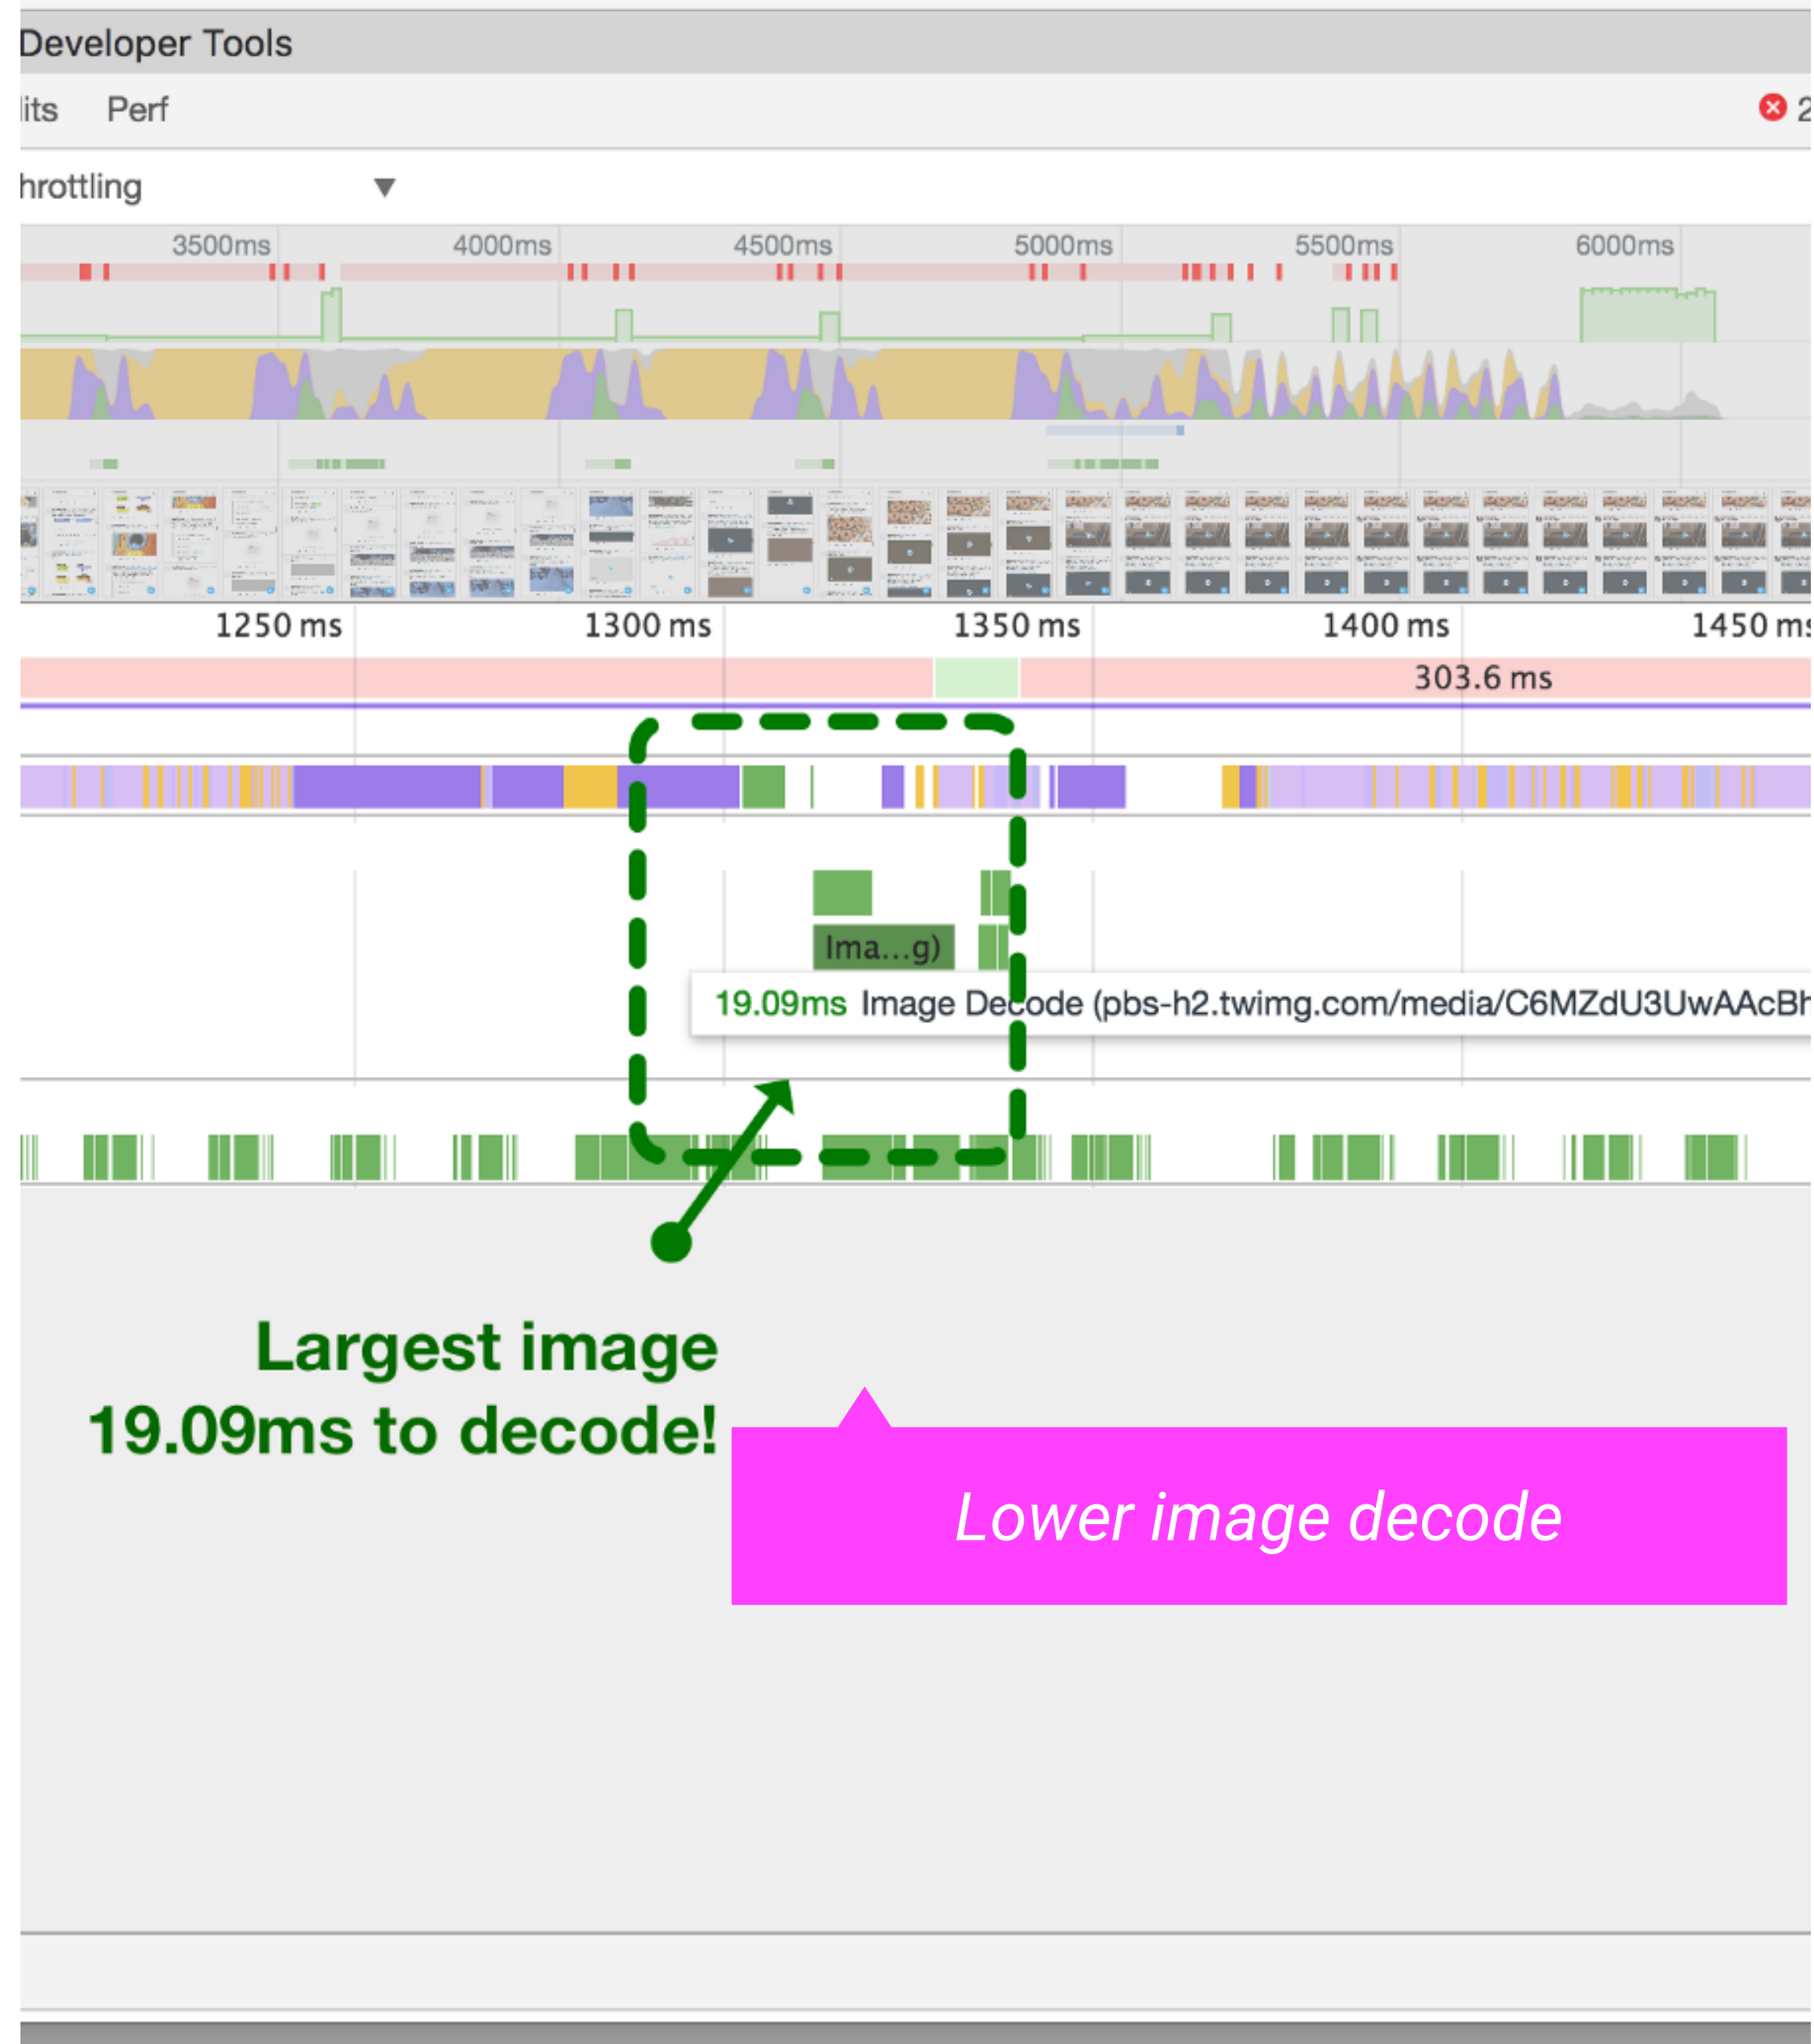 Developer Tools
its Perf
2
hrottling
3500ms 4000ms 4500ms 5000ms 5500ms 6000ms
1250 ms 1300 ms 1350 ms 1400 ms 1450 ms
303.6 ms
Ima...g)
19.09ms Image Decode (pbs-h2.twimg.com/media/C6MZdU3UwAAcBh
Largest image
19.09ms to decode!
Lower image decode